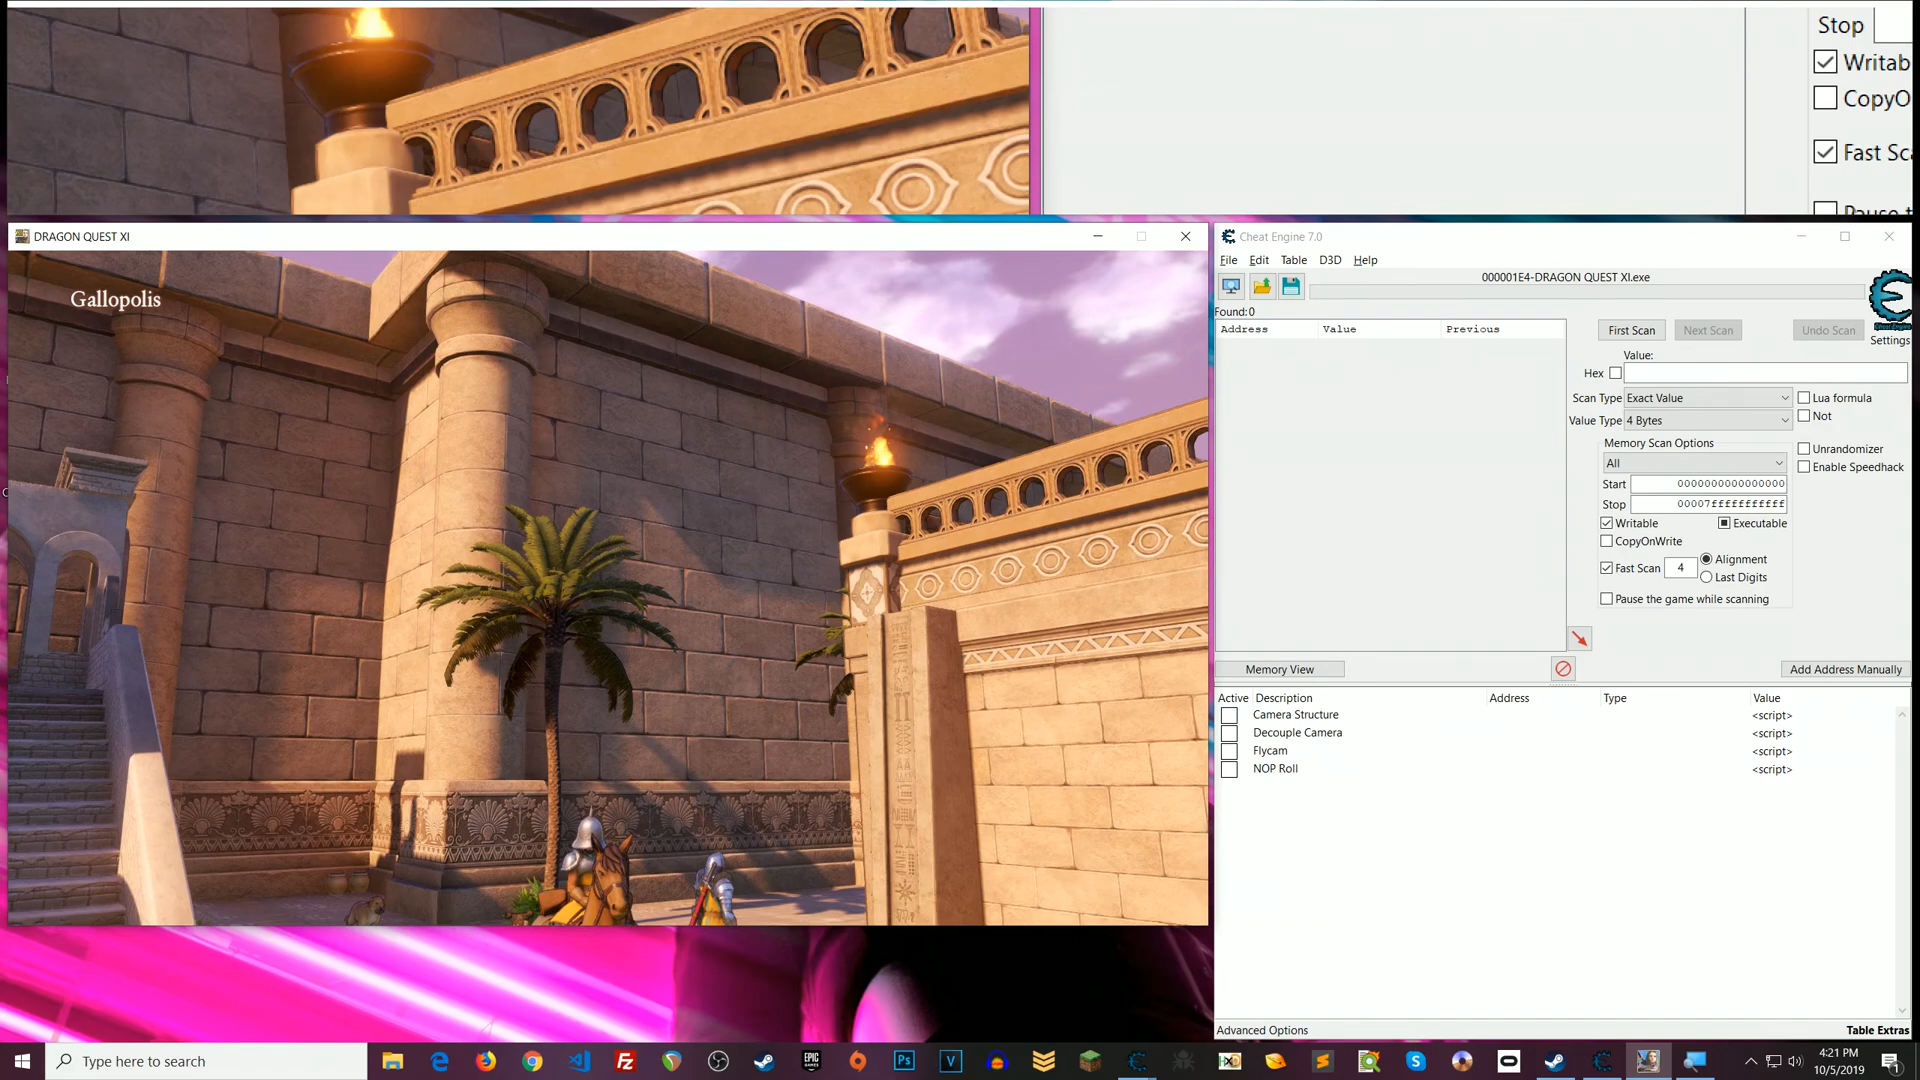 Stop
Writab
CopyO
Fast Sc
DRAGON QUEST XI
Gallopolis
Cheat Engine 7.0
File Edit Table D3D Help
000001E4-DRAGON QUEST XI.exe
Found:0
Address Value Previous
First Scan Next Scan Undo Scan
Settings
Value:
Hex
Scan Type Exact Value Lua formula
Not
Value Type 4 Bytes
Memory Scan Options
All
Unrandomizer
Enable Speedhack
Start 0000000000000000
Stop 00007fffffffffff
Writable Executable
CopyOnWrite
Fast Scan 4 Alignment
Last Digits
Pause the game while scanning
Memory View Add Address Manually
Active Description Address Type Value
Camera Structure <script>
Decouple Camera <script>
Flycam <script>
NOP Roll <script>
Advanced Options Table Extras
Type here to search
EPIC GAMES
Ps
V
4:21 PM
10/5/2019
1